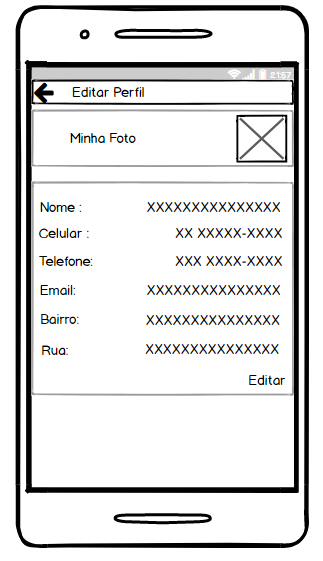 21:57
Editar Perfil
Minha Foto
Nome : XXXXXXXXXXXXXXX
Celular : XX XXXXX-XXXX
Telefone: XXX XXXX-XXXX
Email: XXXXXXXXXXXXXXX
Bairro: XXXXXXXXXXXXXXX
Rua: XXXXXXXXXXXXXXX
Editar